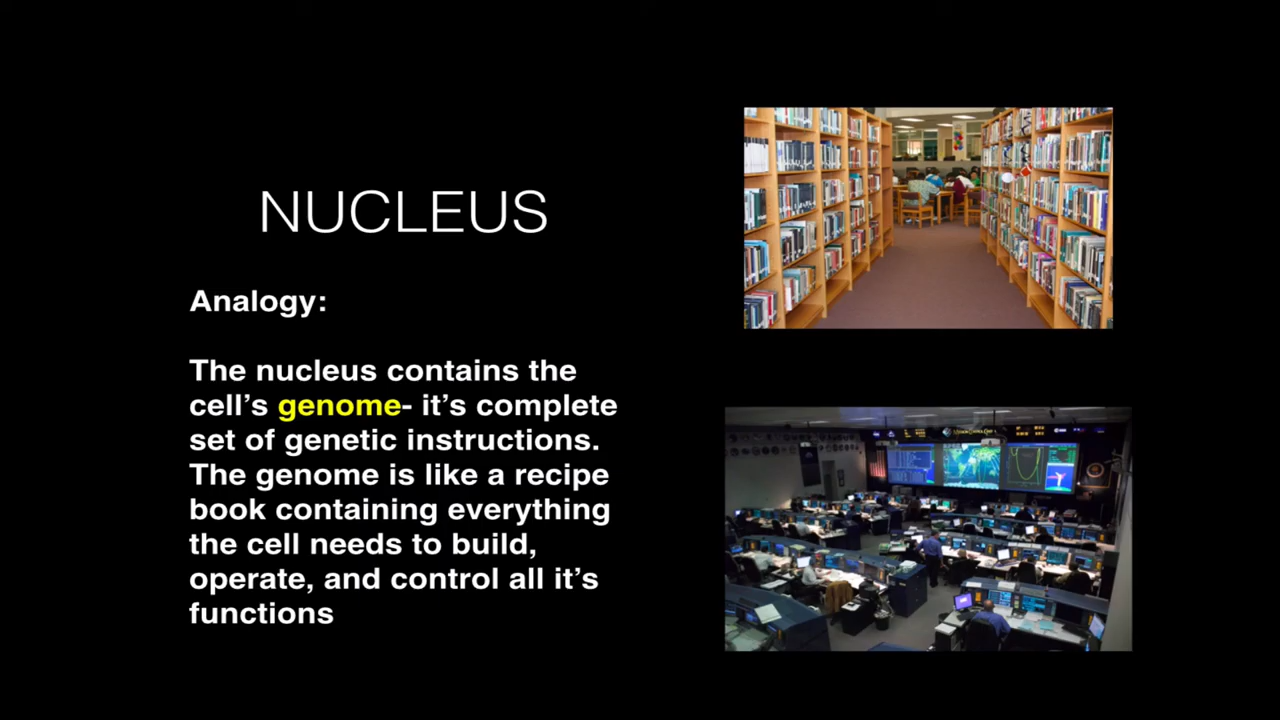 NUCLEUS
Analogy:
The nucleus contains the
cell’s genome- it’s complete
set of genetic instructions.
The genome is like a recipe
book containing everything
the cell needs to build,
operate, and control all it’s
functions